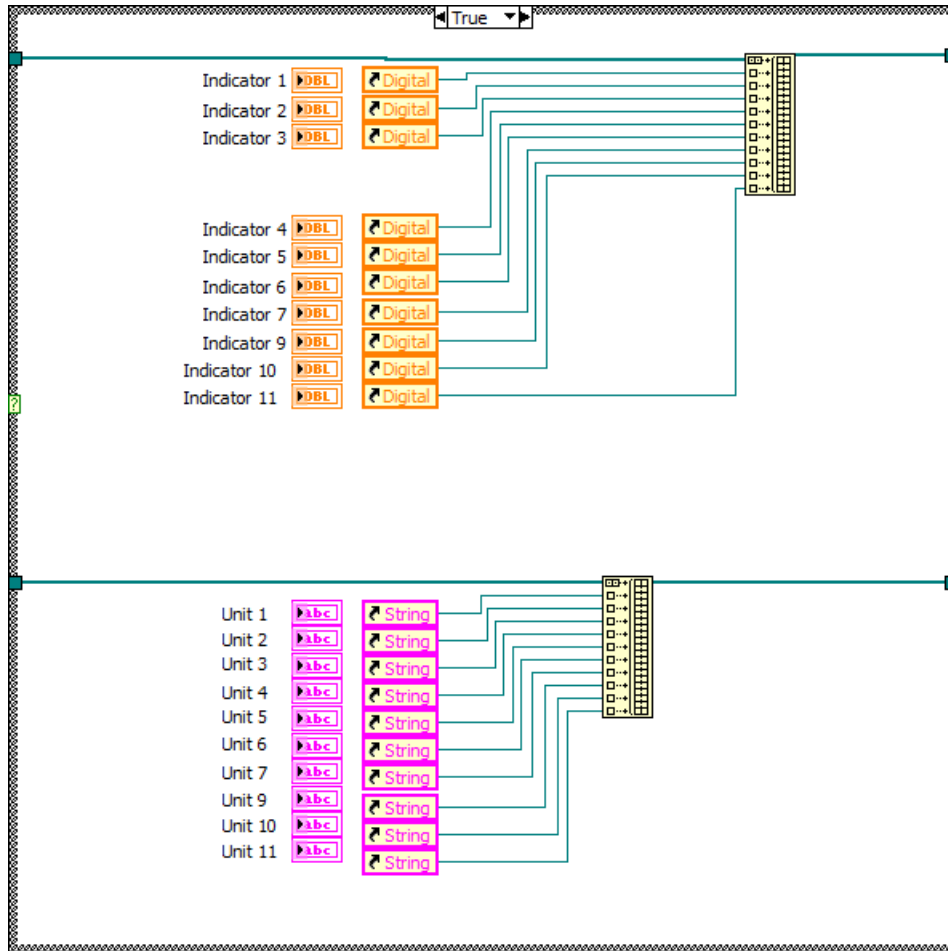 True
Indicator 1 DBL Digital
Indicator 2 DBL Digital
Indicator 3 DBL Digital
Indicator 4 DBL Digital
Indicator 5 DBL Digital
Indicator 6 DBL Digital
Indicator 7 DBL Digital
Indicator 9 DBL Digital
Indicator 10 DBL Digital
Indicator 11 DBL Digital
?
Unit 1 abc String
Unit 2 abc String
Unit 3 abc String
Unit 4 abc String
Unit 5 abc String
Unit 6 abc String
Unit 7 abc String
Unit 9 abc String
Unit 10 abc String
Unit 11 abc String